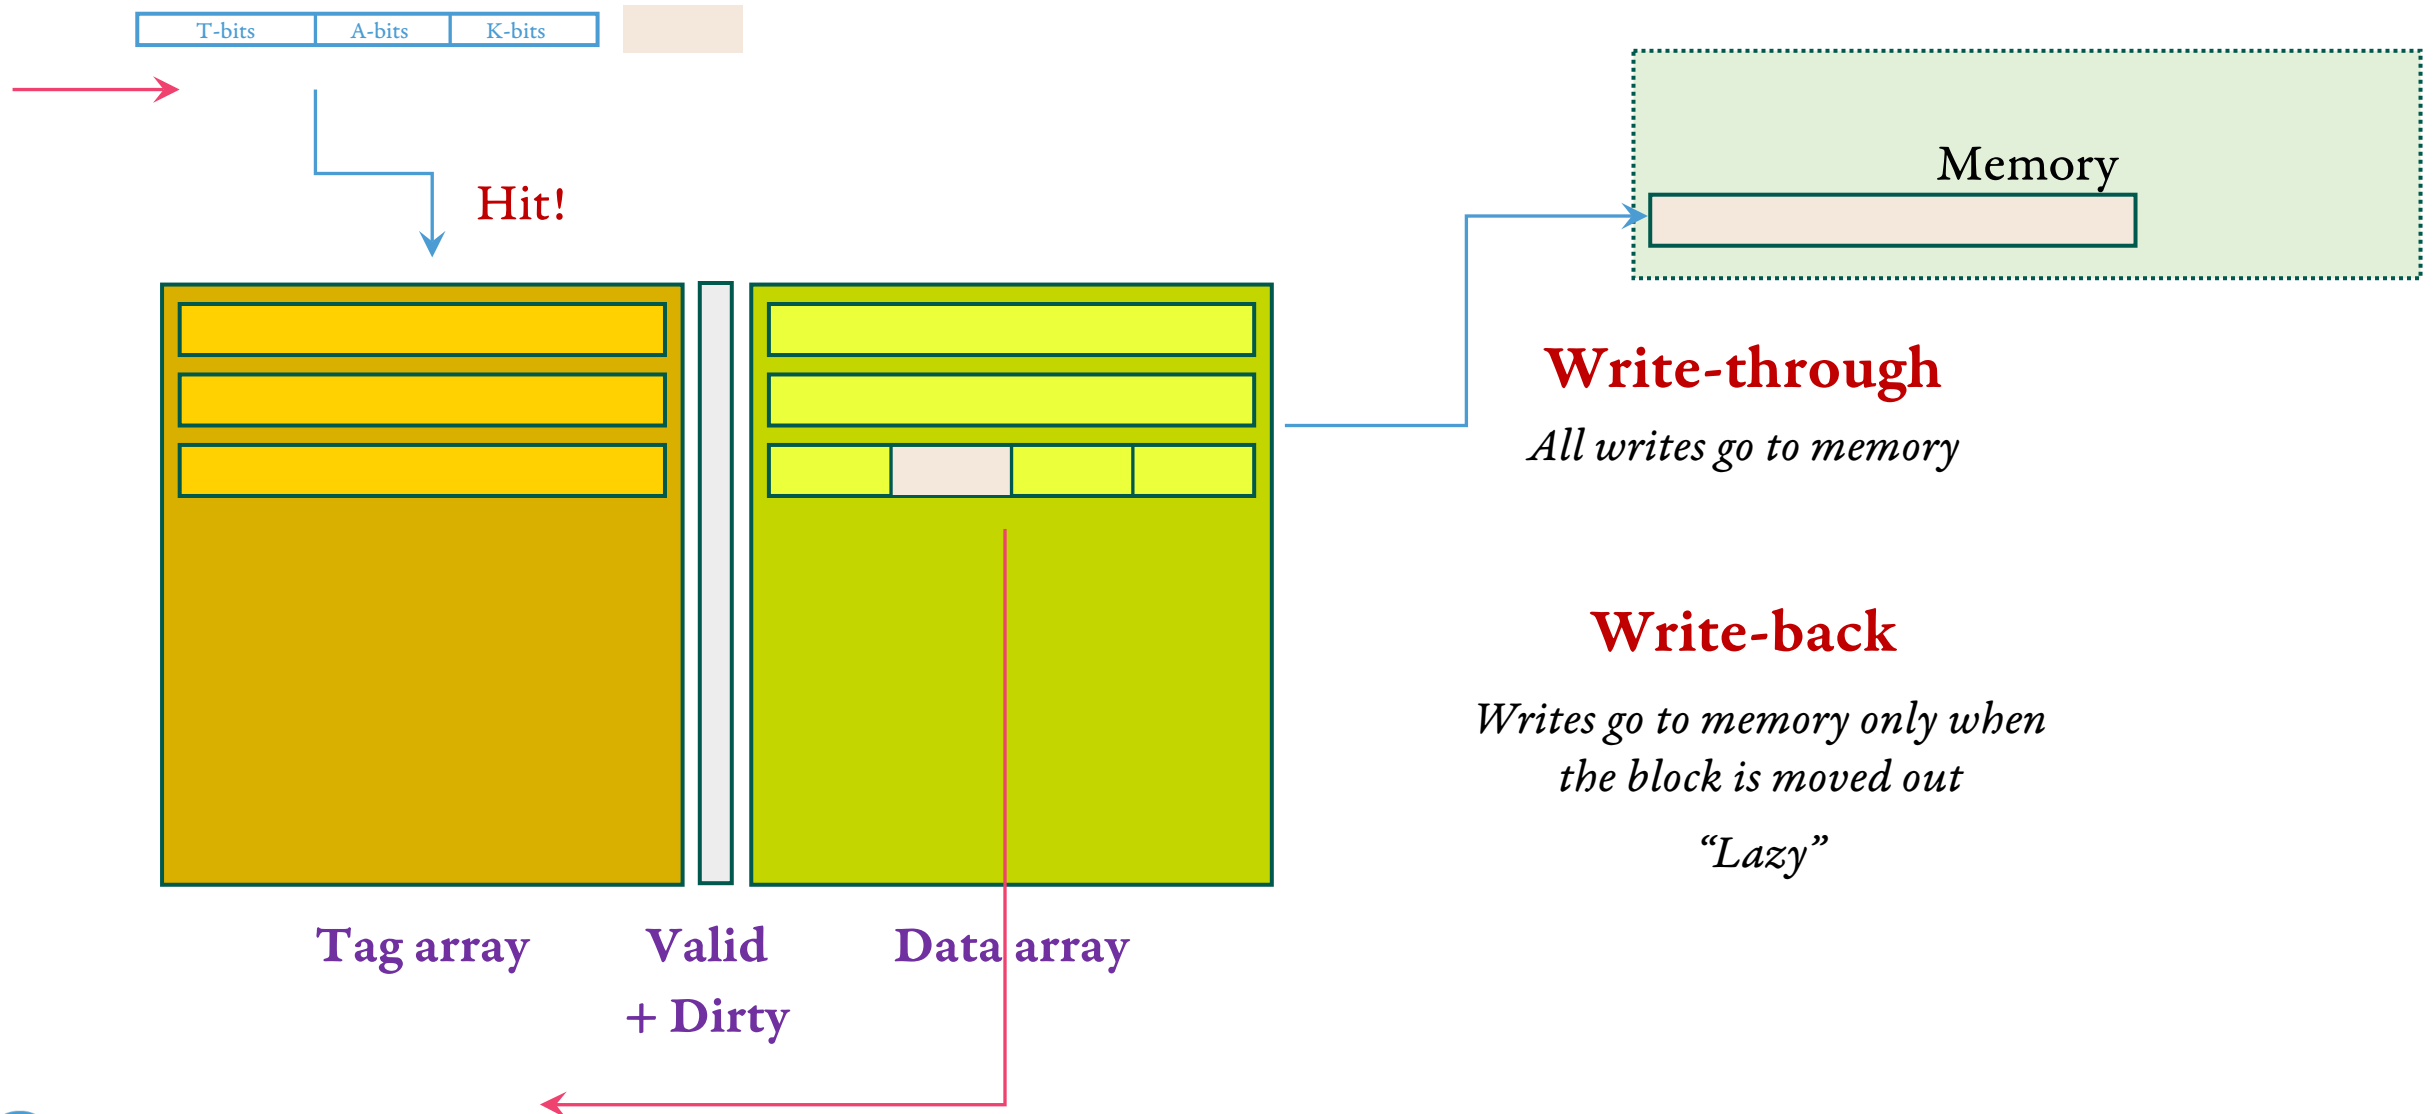 T-bits A-bits K-bits
Hit!
Memory
Write-through
All writes go to memory
Write-back
Writes go to memory only when
the block is moved out
“Lazy”
Tag array
Valid
+ Dirty
Data array